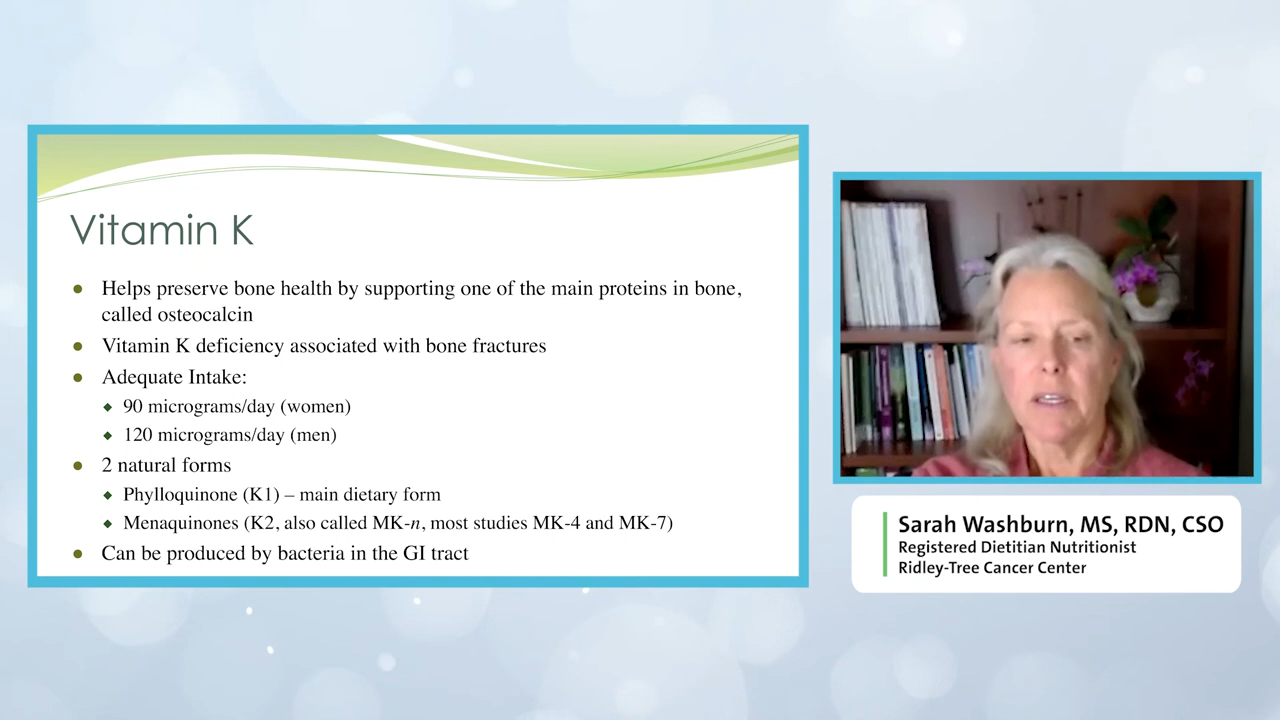 Vitamin K
Helps preserve bone health by supporting one of the main proteins in bone,
called osteocalcin
Vitamin K deficiency associated with bone fractures
Adequate Intake:
90 micrograms/day (women)
120 micrograms/day (men)
2 natural forms
Phylloquinone (K1) – main dietary form
Menaquinones (K2, also called MK-n, most studies MK-4 and MK-7)
Can be produced by bacteria in the GI tract
Sarah Washburn, MS, RDN, CSO
Registered Dietitian Nutritionist
Ridley-Tree Cancer Center